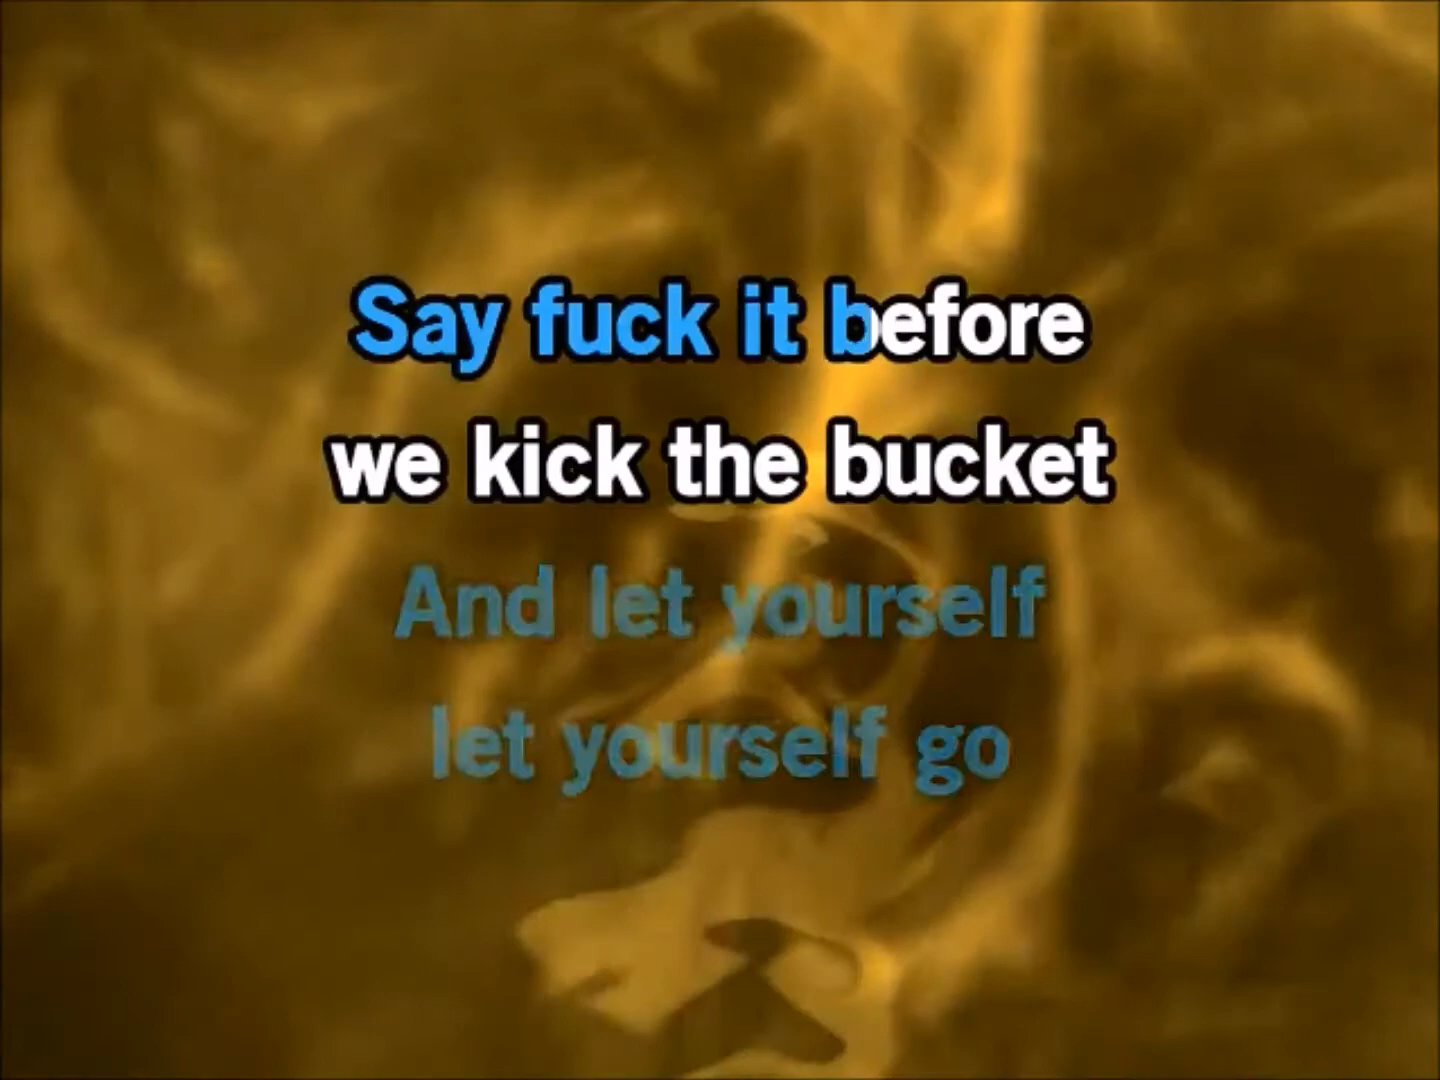 Say fuck it before
we kick the bucket
And let yourself
let yourself go